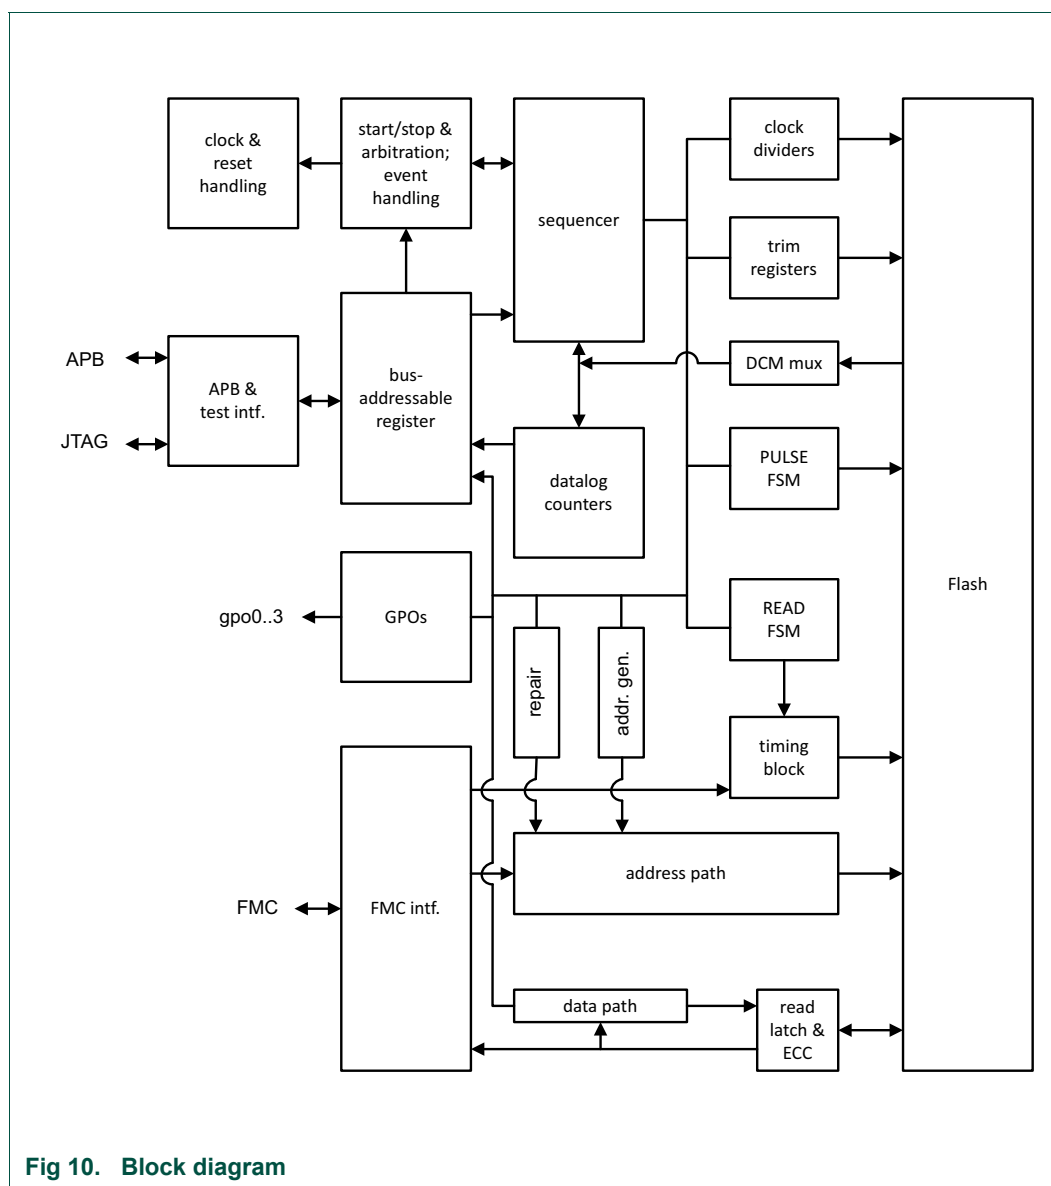 clock &
reset
handling
start/stop &
arbitration;
event
handling
sequencer
clock
dividers
trim
registers
APB
JTAG
APB &
test intf.
bus-
addressable
register
DCM mux
datalog
counters
PULSE
FSM
Flash
gpo0..3
GPOs
repair
addr. gen.
READ
FSM
timing
block
FMC
FMC intf.
address path
data path
read
latch &
ECC
Fig 10. Block diagram